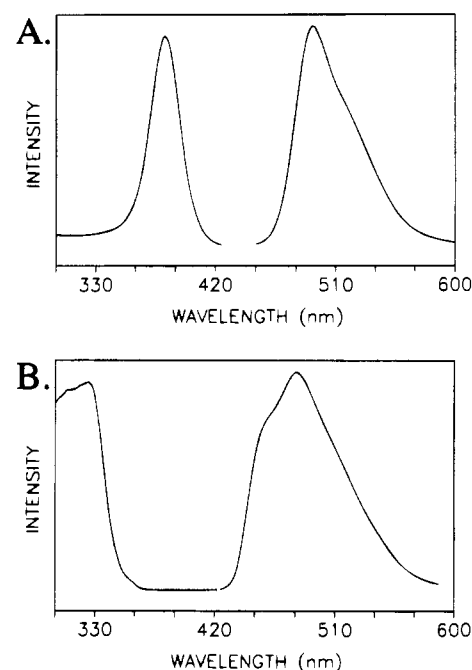 A.
INTENSITY
330 420 510 600
WAVELENGTH (nm)
B.
INTENSITY
330 420 510 600
WAVELENGTH (nm)